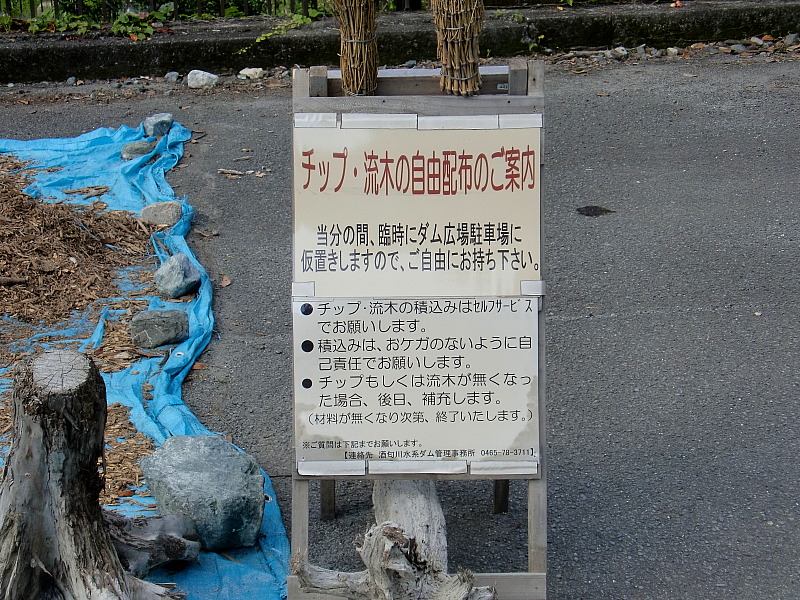 チップ・流木の自由配布のご案内
当分の間、臨時にダム広場駐車場に
仮置きしますので、ご自由にお持ち下さい。
●チップ・流木の積込みはｾﾙﾌｻｰﾋﾞｽ
でお願いします。
●積込みは、おケガのないように自
己責任でお願いします。
●チップもしくは流木が無くなっ
た場合、後日、補充します。
(材料が無くなり次第、終了いたします。)
※ご質問は下記までお願いします。
【連絡先 酒匂川水系ダム管理事務所 0465-78-3711】